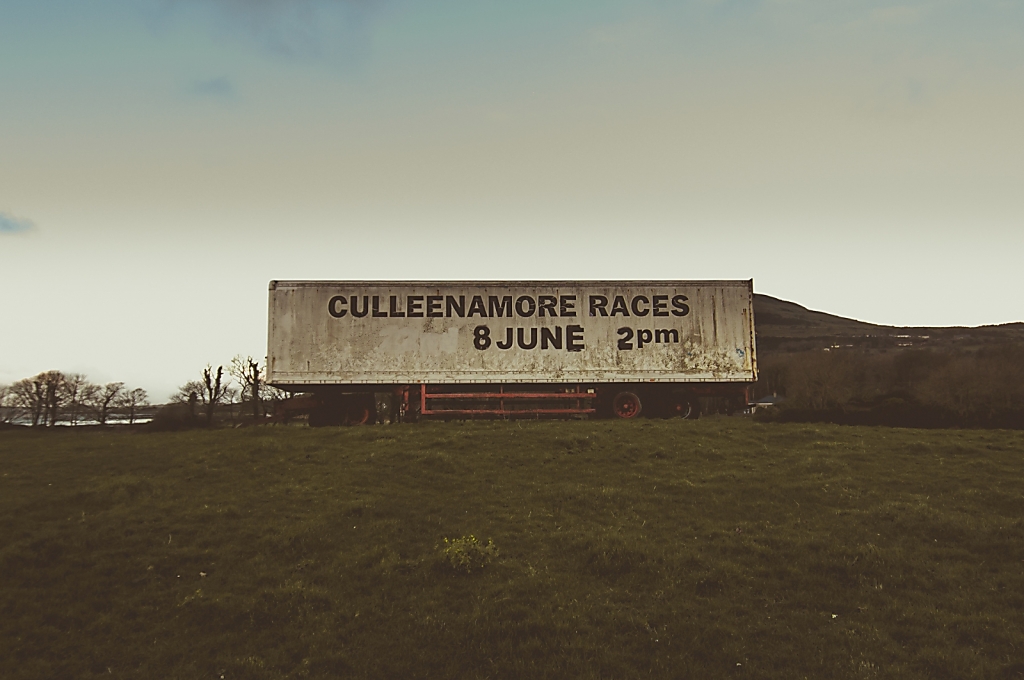 CULLEENAMORE RACES
8 JUNE 2pm